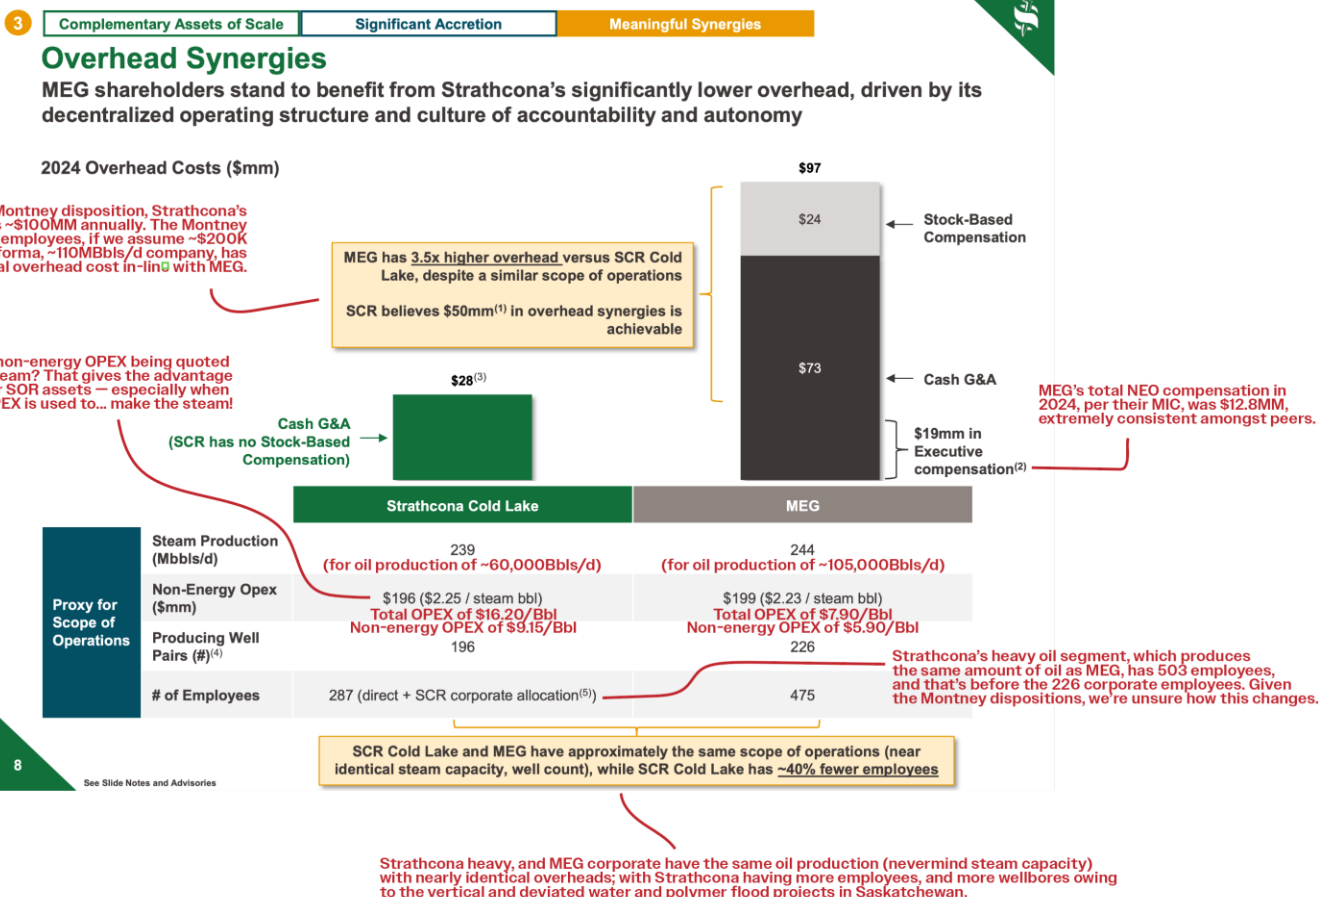 3
Complementary Assets of Scale
Significant Accretion
Meaningful Synergies
Overhead Synergies
MEG shareholders stand to benefit from Strathcona's significantly lower overhead, driven by its
decentralized operating structure and culture of accountability and autonomy
2024 Overhead Costs ($mm)
Montney disposition, Strathcona's
~$100MM annually. The Montney
employees, if we assume ~$200K
forma, ~110MBbls/d company, has
overhead cost in-line with MEG.
MEG has 3.5x higher overhead versus SCR Cold
Lake, despite a similar scope of operations
SCR believes $50mm(1) in overhead synergies is
achievable
$97
$24
Stock-Based
Compensation
$73
Cash G&A
$19mm in
Executive
compensation(2)
MEG's total NEO compensation in
2024, per their MIC, was $12.8MM,
extremely consistent amongst peers.
non-energy OPEX being quoted
That gives the advantage
SOR assets — especially when
is used to... make the steam!
$28(3)
Cash G&A
(SCR has no Stock-Based
Compensation)
Strathcona Cold Lake
MEG
Proxy for
Scope of
Operations
Steam Production
(Mbbls/d)
239
(for oil production of ~60,000Bbls/d)
244
(for oil production of ~105,000Bbls/d)
Non-Energy Opex
($mm)
$196 ($2.25 / steam bbl)
Total OPEX of $16.20/Bbl
Non-energy OPEX of $9.15/Bbl
$199 ($2.23 / steam bbl)
Total OPEX of $7.90/Bbl
Non-energy OPEX of $5.90/Bbl
Producing Well
Pairs (#)(4)
196
226
# of Employees
287 (direct + SCR corporate allocation(5))
475
Strathcona's heavy oil segment, which produces
the same amount of oil as MEG, has 503 employees,
and that's before the 226 corporate employees. Given
the Montney dispositions, we're unsure how this changes.
SCR Cold Lake and MEG have approximately the same scope of operations (near
identical steam capacity, well count), while SCR Cold Lake has ~40% fewer employees
8
See Slide Notes and Advisories
Strathcona heavy, and MEG corporate have the same oil production (nevermind steam capacity)
with nearly identical overheads; with Strathcona having more employees, and more wellbores owing
to the vertical and deviated water and polymer flood projects in Saskatchewan.